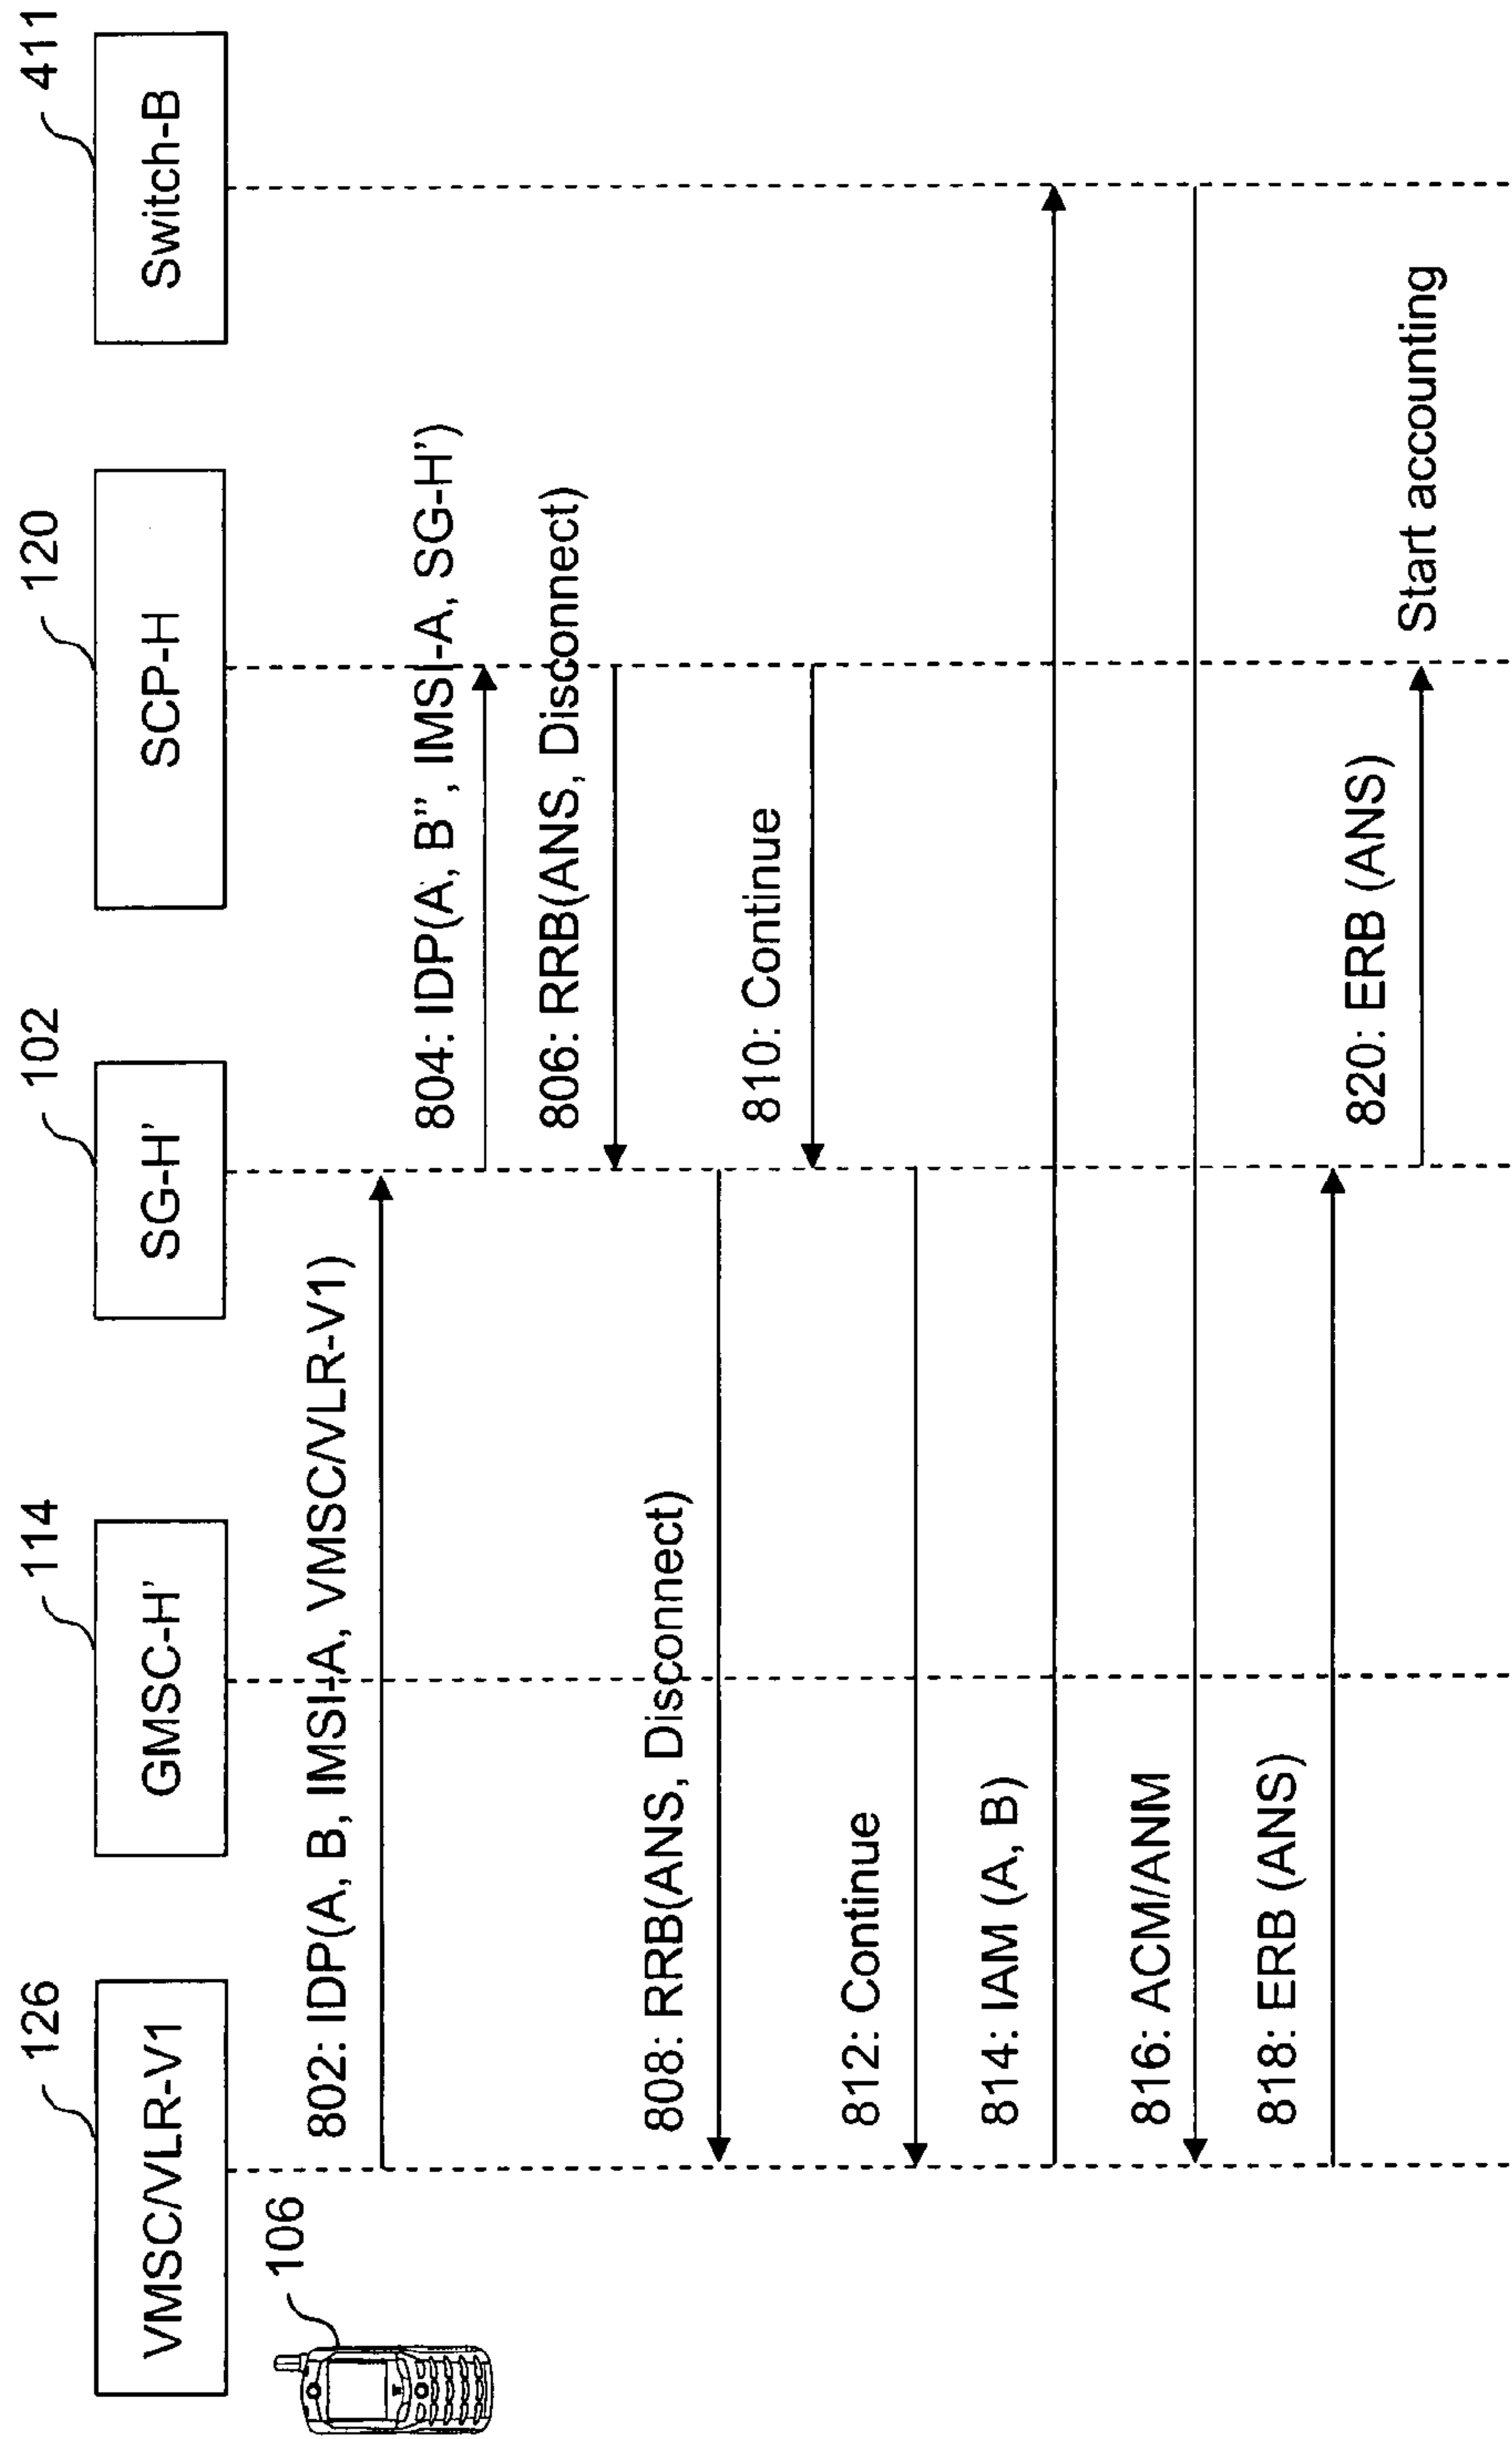 126
114
102
120
411
VMSC/VLR-V1
GMSC-H'
SG-H'
SCP-H
Switch-B
106
802: IDP(A, B, IMSI-A, VMSC/VLR-V1)
804: IDP(A, B", IMSI-A, SG-H')
806: RRB(ANS, Disconnect)
808: RRB(ANS, Disconnect)
810: Continue
812: Continue
814: IAM (A, B)
816: ACM/ANM
818: ERB (ANS)
820: ERB (ANS)
Start accounting